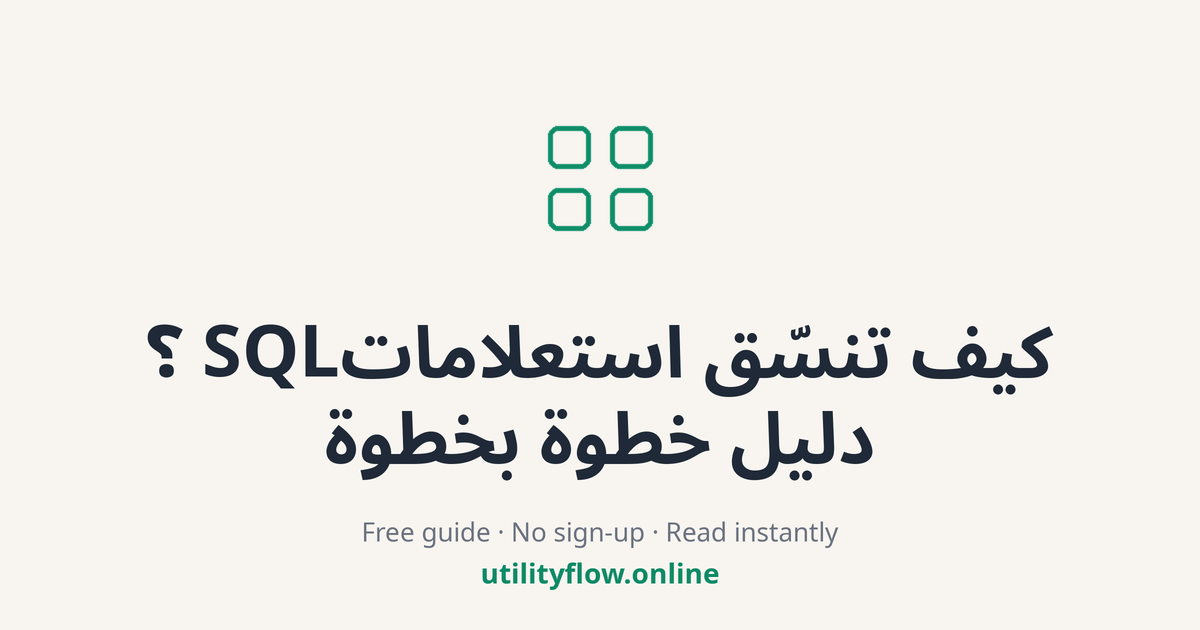 كيف تنسّق استعلاماتSQL ؟
دليل خطوة بخطوة
Free guide · No sign-up · Read instantly
utilityflow.online